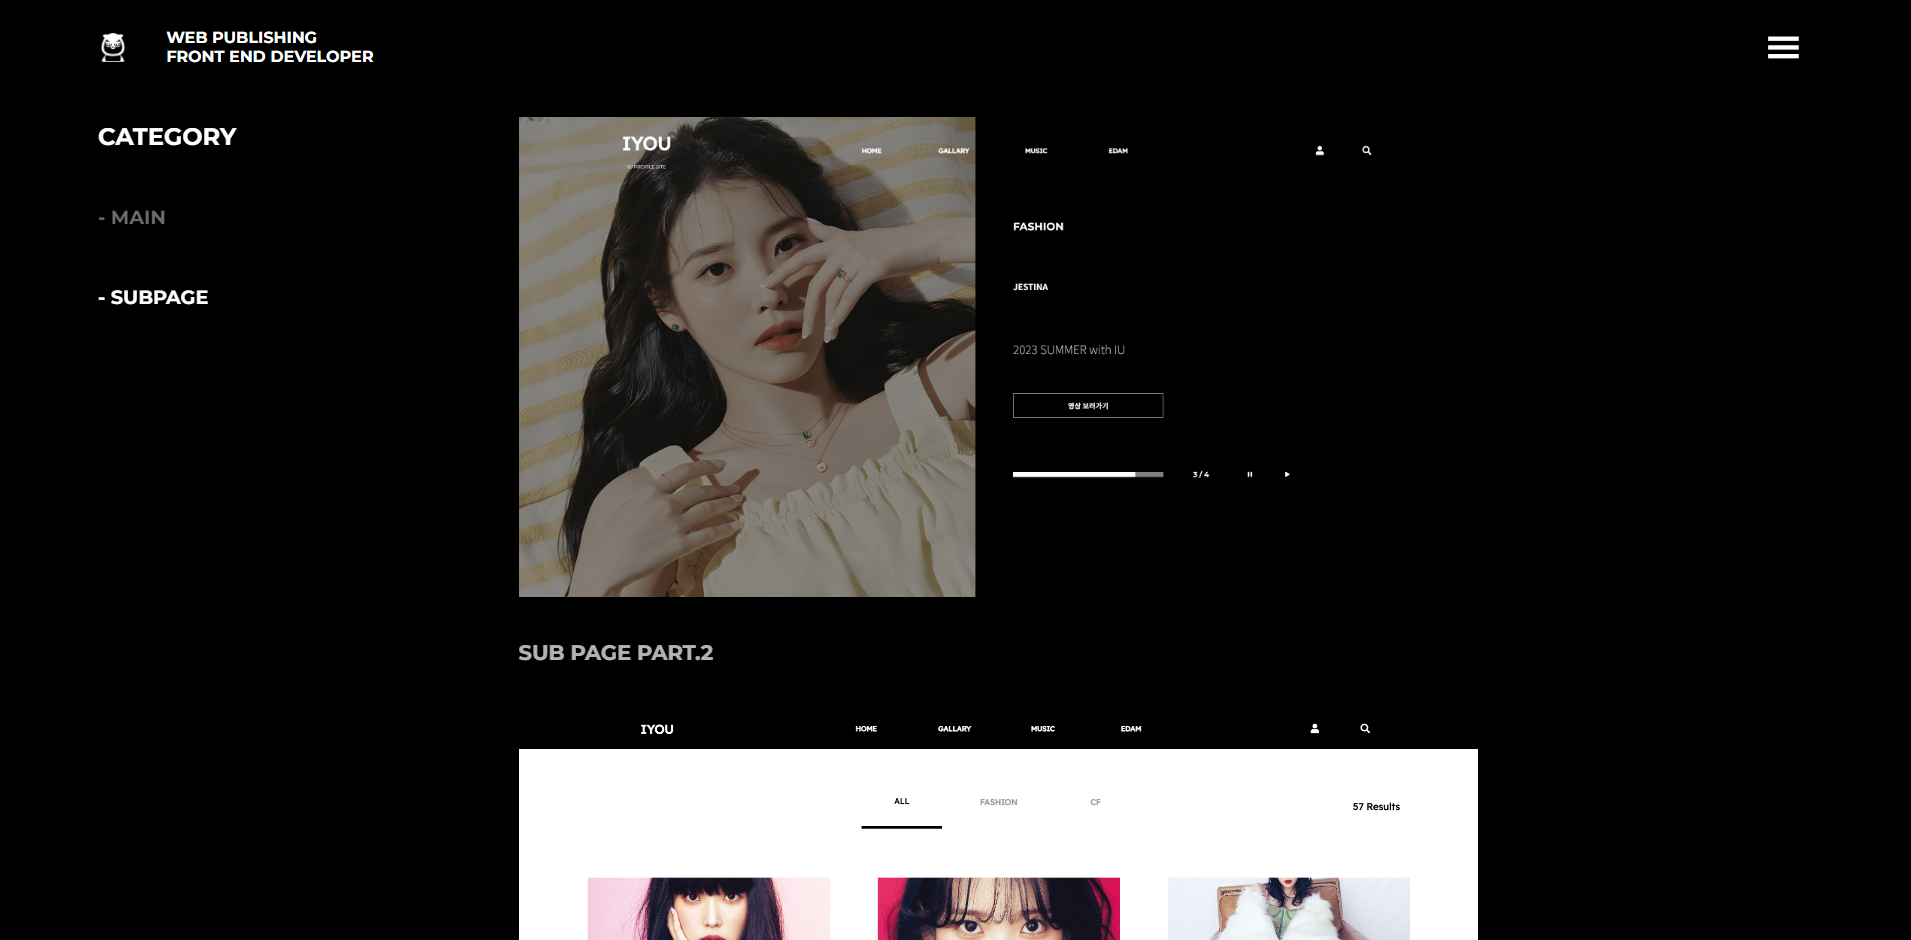 WEB PUBLISHING
FRONT END DEVELOPER
CATEGORY
- MAIN
- SUBPAGE
IYOU
IU PROFILE SITE
HOME GALLARY MUSIC EDAM
FASHION
JESTINA
2023 SUMMER with IU
영상 보러가기
3 / 4
SUB PAGE PART.2
IYOU HOME GALLARY MUSIC EDAM
ALL FASHION CF
57 Results